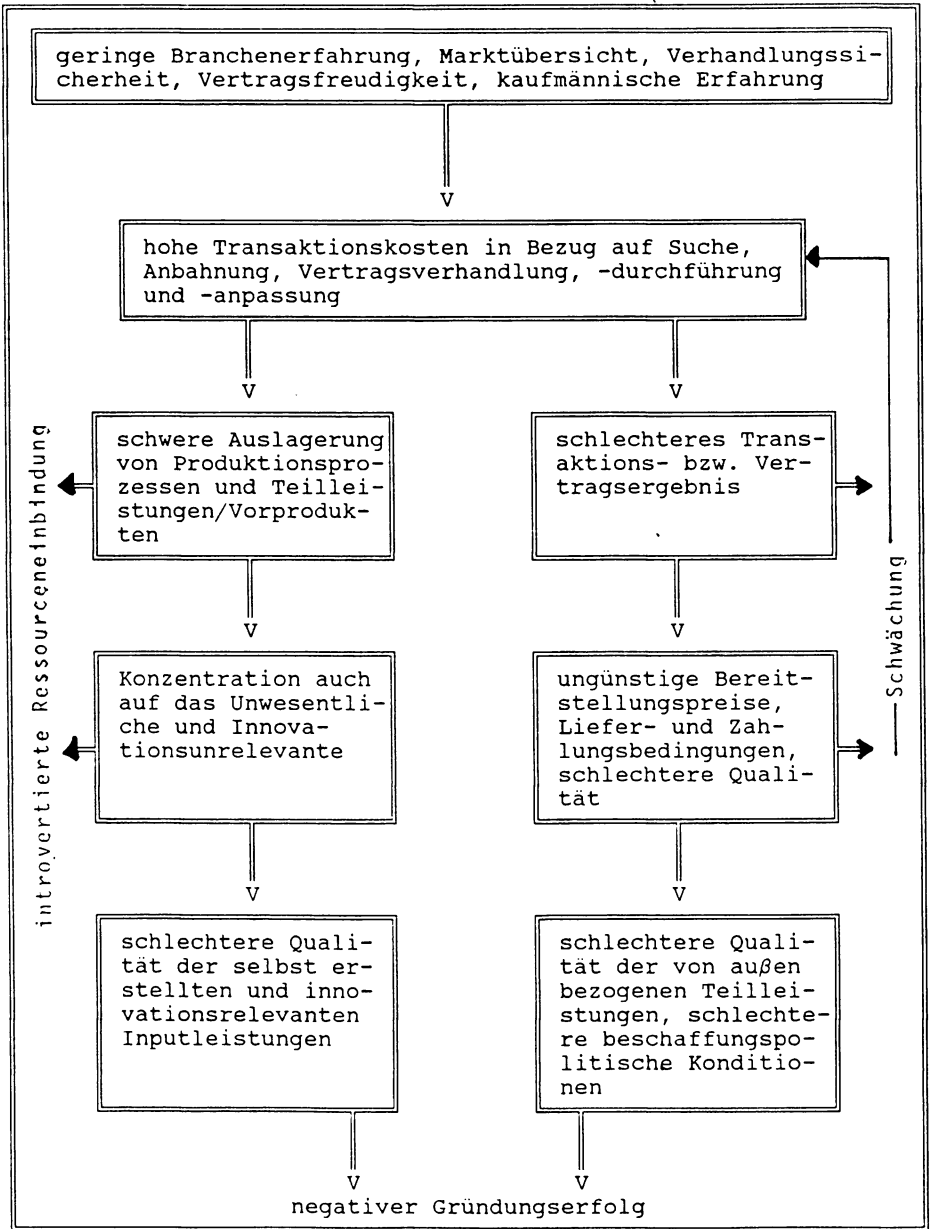 geringe Branchenerfahrung, Marktübersicht, Verhandlungssi-
cherheit, Vertragsfreudigkeit, kaufmännische Erfahrung
V
hohe Transaktionskosten in Bezug auf Suche,
Anbahnung, Vertragsverhandlung, -durchführung
und -anpassung
V
V
schwere Auslagerung
von Produktionspro-
zessen und Teillei-
stungen/Vorproduk-
ten
schlechteres Trans-
aktions- bzw. Ver-
tragsergebnis
introvertierte Ressourceneinbindung
Schwächung
V
V
Konzentration auch
auf das Unwesentli-
che und Innova-
tionsunrelevante
ungünstige Bereit-
stellungspreise,
Liefer- und Zah-
lungsbedingungen,
schlechtere Quali-
tät
V
V
schlechtere Quali-
tät der selbst er-
stellten und inno-
vationsrelevanten
Inputleistungen
schlechtere Quali-
tät der von außen
bezogenen Teillei-
stungen, schlechte-
re beschaffungspo-
litische Konditio-
nen
V
V
negativer Gründungserfolg